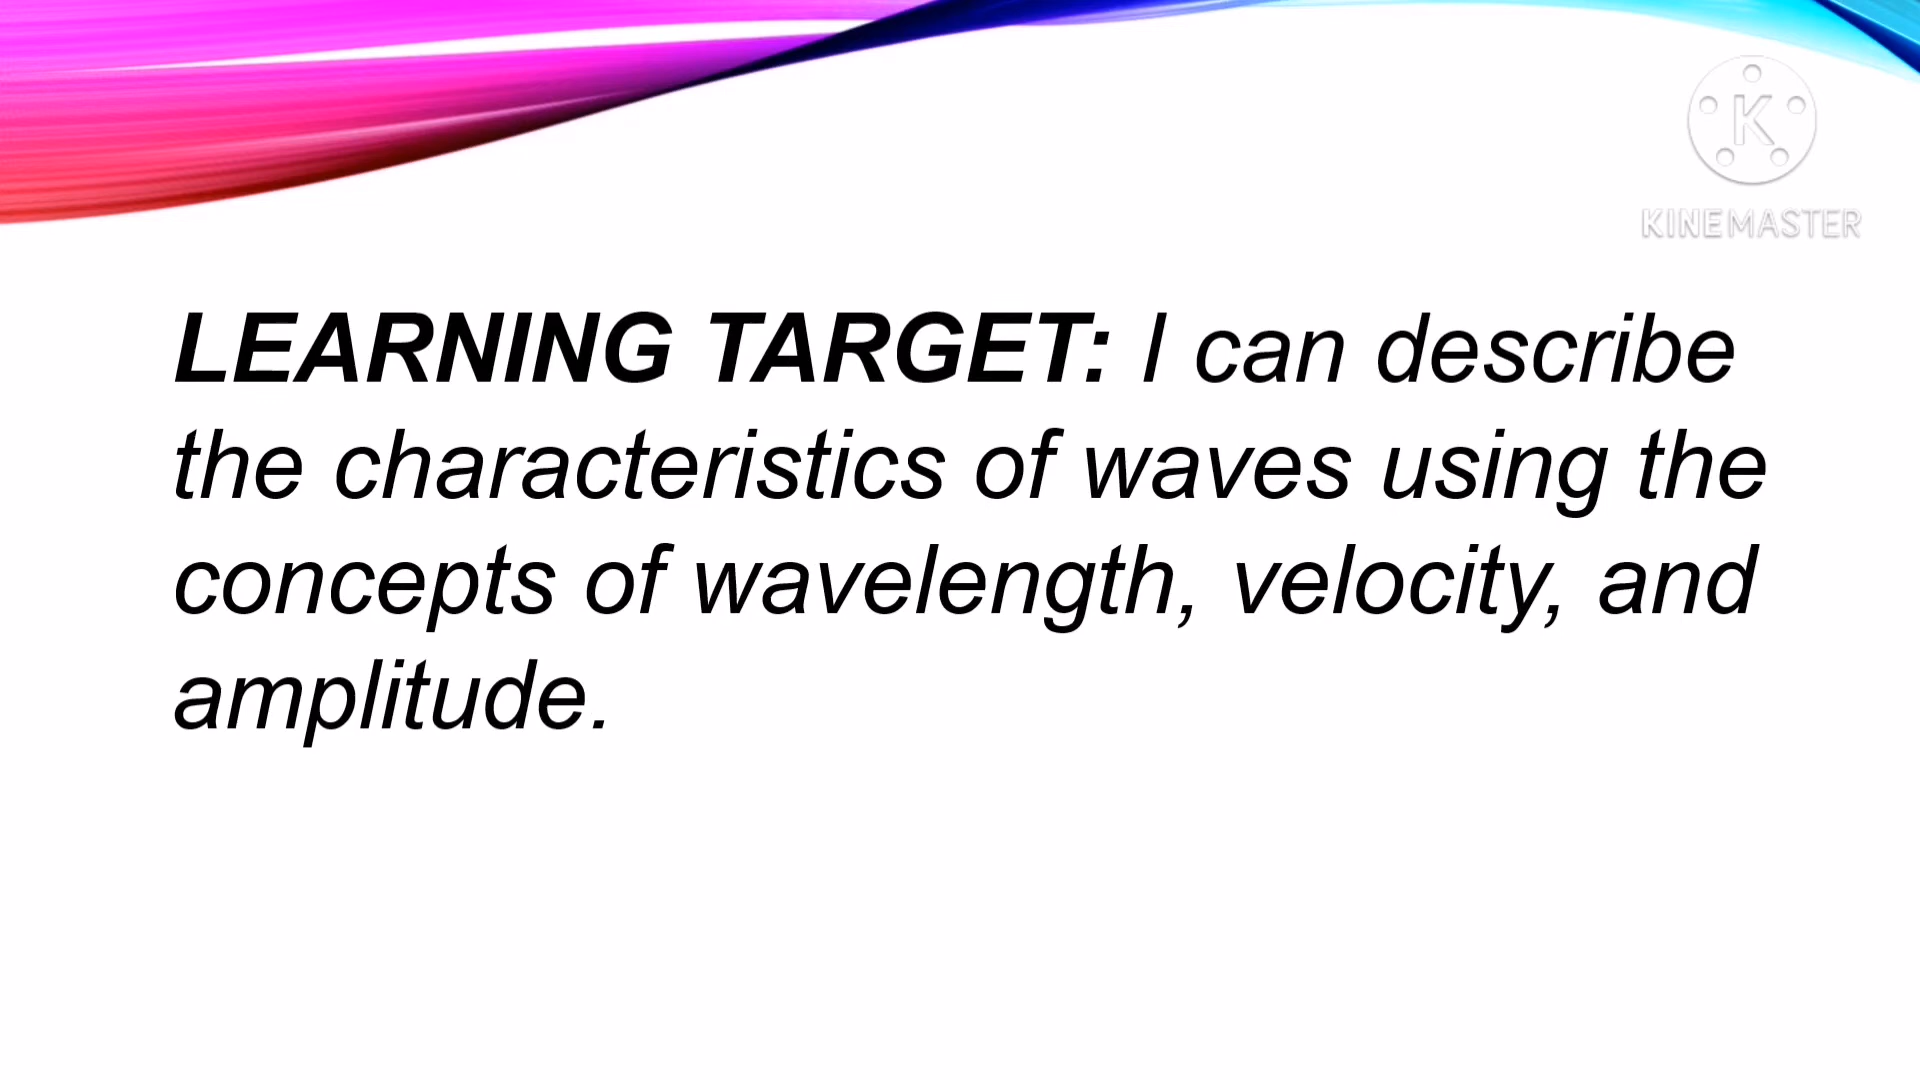 K
KINEMASTER
LEARNING TARGET: I can describe
the characteristics of waves using the
concepts of wavelength, velocity, and
amplitude.